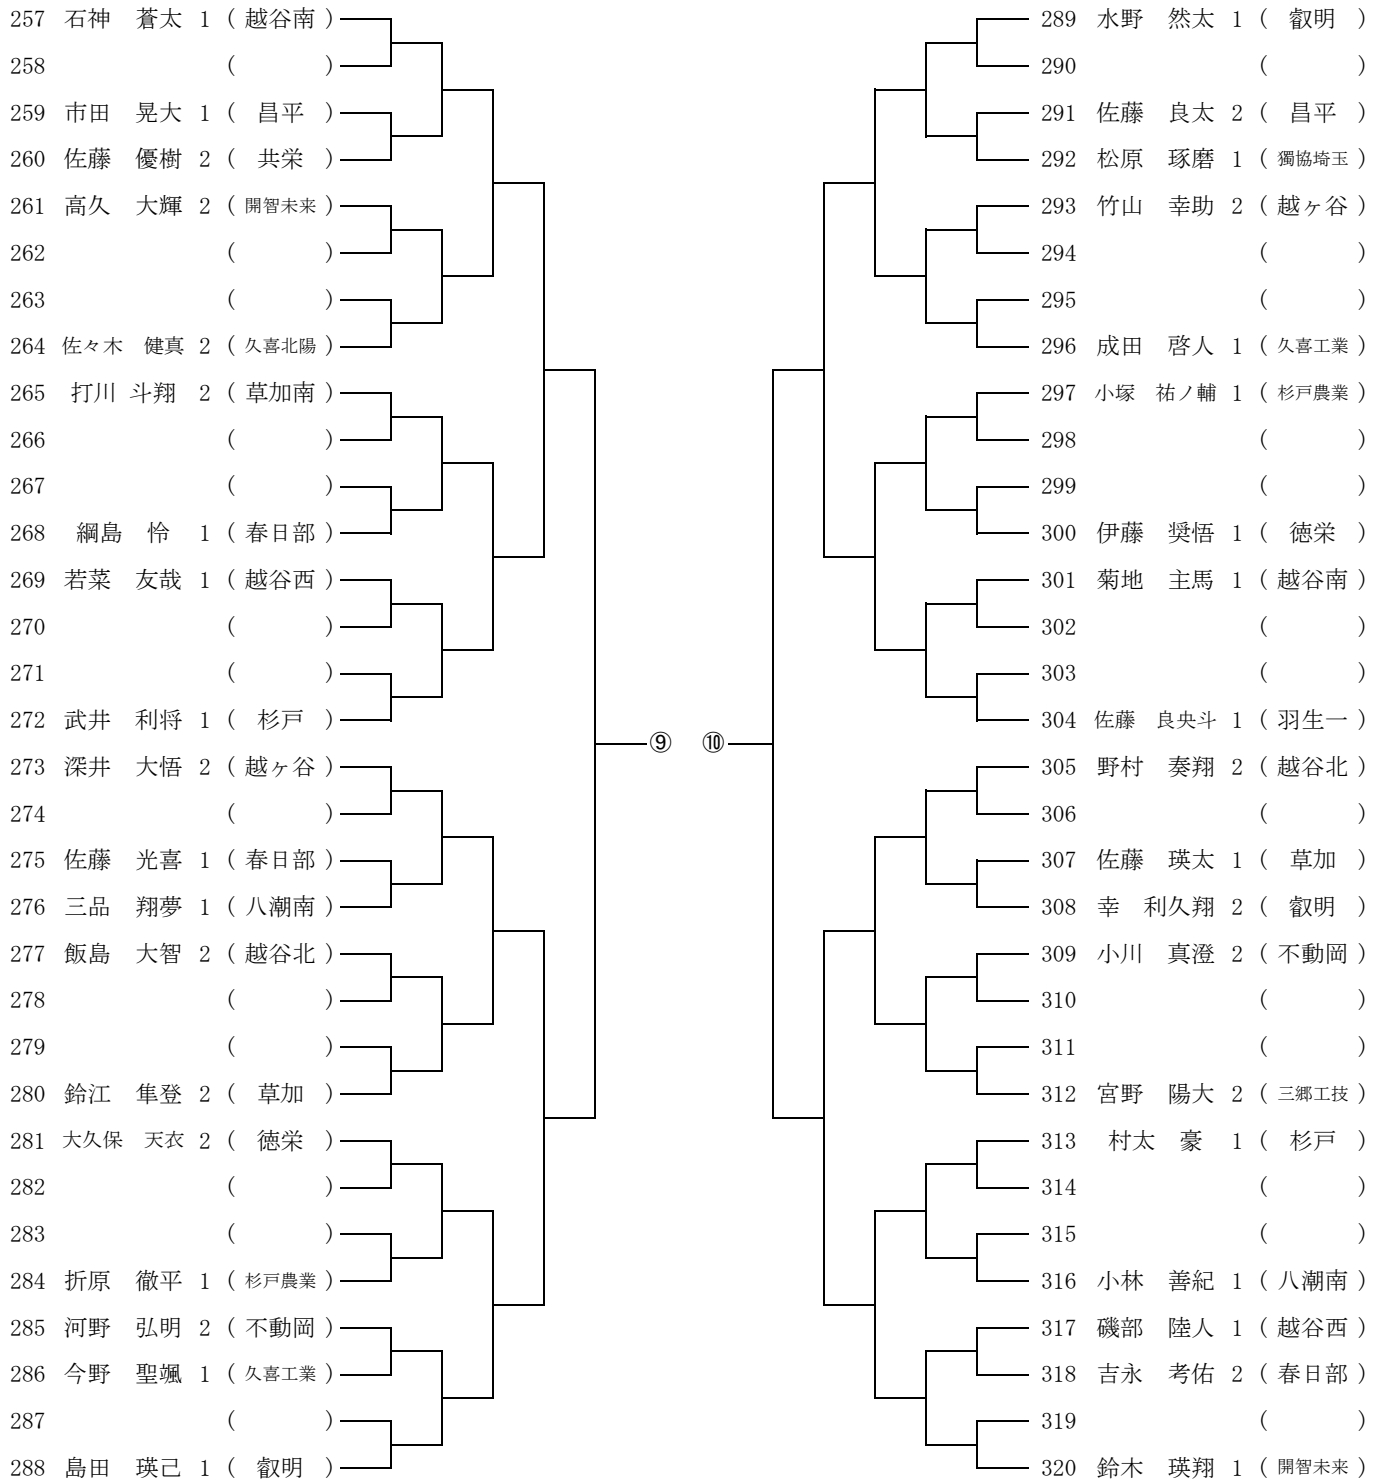 257 石神 蒼太 1 ( 越谷南 )
258 ( )
259 市田 晃大 1 ( 昌平 )
260 佐藤 優樹 2 ( 共栄 )
261 高久 大輝 2 ( 開智未来 )
262 ( )
263 ( )
264 佐々木 健真 2 ( 久喜北陽 )
265 打川 斗翔 2 ( 草加南 )
266 ( )
267 ( )
268 綱島 怜 1 ( 春日部 )
269 若菜 友哉 1 ( 越谷西 )
270 ( )
271 ( )
272 武井 利将 1 ( 杉戸 )
273 深井 大悟 2 ( 越ヶ谷 )
274 ( )
275 佐藤 光喜 1 ( 春日部 )
276 三品 翔夢 1 ( 八潮南 )
277 飯島 大智 2 ( 越谷北 )
278 ( )
279 ( )
280 鈴江 隼登 2 ( 草加 )
281 大久保 天衣 2 ( 徳栄 )
282 ( )
283 ( )
284 折原 徹平 1 ( 杉戸農業 )
285 河野 弘明 2 ( 不動岡 )
286 今野 聖颯 1 ( 久喜工業 )
287 ( )
288 島田 瑛己 1 ( 叡明 )
⑨ ⑩
289 水野 然太 1 ( 叡明 )
290 ( )
291 佐藤 良太 2 ( 昌平 )
292 松原 琢磨 1 ( 獨協埼玉 )
293 竹山 幸助 2 ( 越ヶ谷 )
294 ( )
295 ( )
296 成田 啓人 1 ( 久喜工業 )
297 小塚 祐ノ輔 1 ( 杉戸農業 )
298 ( )
299 ( )
300 伊藤 奨悟 1 ( 徳栄 )
301 菊地 主馬 1 ( 越谷南 )
302 ( )
303 ( )
304 佐藤 良央斗 1 ( 羽生一 )
305 野村 奏翔 2 ( 越谷北 )
306 ( )
307 佐藤 瑛太 1 ( 草加 )
308 幸 利久翔 2 ( 叡明 )
309 小川 真澄 2 ( 不動岡 )
310 ( )
311 ( )
312 宮野 陽大 2 ( 三郷工技 )
313 村太 豪 1 ( 杉戸 )
314 ( )
315 ( )
316 小林 善紀 1 ( 八潮南 )
317 磯部 陸人 1 ( 越谷西 )
318 吉永 考佑 2 ( 春日部 )
319 ( )
320 鈴木 瑛翔 1 ( 開智未来 )